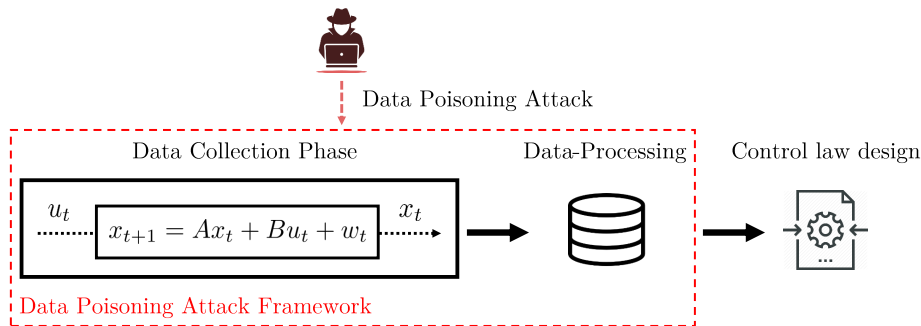 Data Poisoning Attack
Data Collection Phase
Data-Processing
Control law design
u_t
x_{t+1} = Ax_t + Bu_t + w_t
x_t
...
Data Poisoning Attack Framework